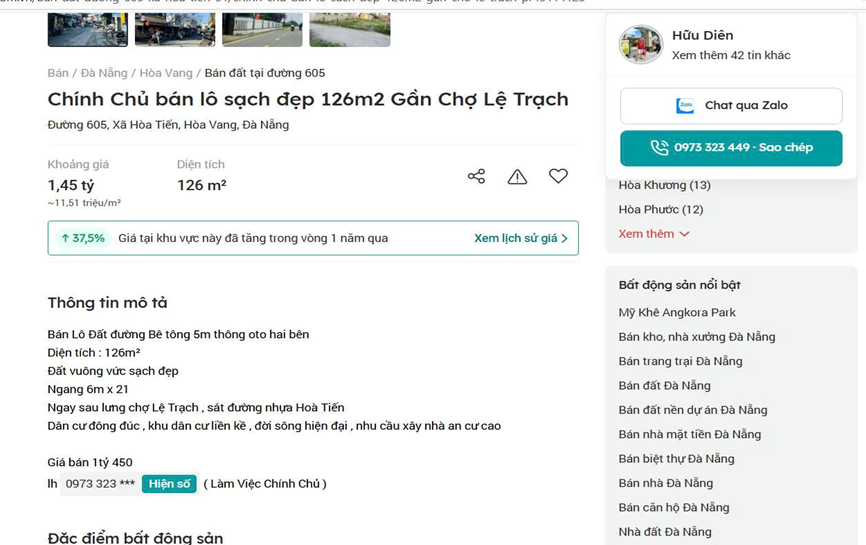 Bán / Đà Nẵng / Hòa Vang / Bán đất tại đường 605
Chính Chủ bán lô sạch đẹp 126m2 Gần Chợ Lệ Trạch
Đường 605, Xã Hòa Tiến, Hòa Vang, Đà Nẵng
Khoảng giá
1,45 tỷ
~11,51 triệu/m²
Diện tích
126 m²
37,5% Giá tại khu vực này đã tăng trong vòng 1 năm qua
Xem lịch sử giá
Thông tin mô tả
Bán Lô Đất đường Bê tông 5m thông oto hai bên
Diện tích : 126m²
Đất vuông vức sạch đẹp
Ngang 6m x 21
Ngay sau lưng chợ Lệ Trạch , sát đường nhựa Hoà Tiến
Dân cư đông đúc , khu dân cư liền kề , đời sông hiện đại , nhu cầu xây nhà an cư cao
Giá bán 1tỷ 450
lh 0973 323 *** Hiện số ( Làm Việc Chính Chủ )
Đặc điểm bất động sản
Hữu Diên
Xem thêm 42 tin khác
Zalo Chat qua Zalo
0973 323 449 · Sao chép
Hòa Khương (13)
Hòa Phước (12)
Xem thêm
Bất động sản nổi bật
Mỹ Khê Angkora Park
Bán kho, nhà xưởng Đà Nẵng
Bán trang trại Đà Nẵng
Bán đất Đà Nẵng
Bán đất nền dự án Đà Nẵng
Bán nhà mặt tiền Đà Nẵng
Bán biệt thự Đà Nẵng
Bán nhà Đà Nẵng
Bán căn hộ Đà Nẵng
Nhà đất Đà Nẵng